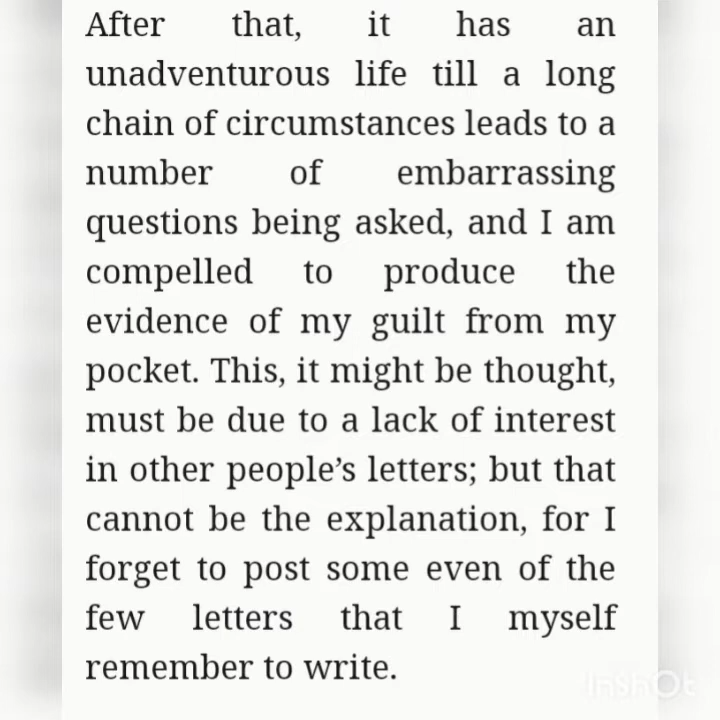 After that, it has an
unadventurous life till a long
chain of circumstances leads to a
number of embarrassing
questions being asked, and I am
compelled to produce the
evidence of my guilt from my
pocket. This, it might be thought,
must be due to a lack of interest
in other people’s letters; but that
cannot be the explanation, for I
forget to post some even of the
few letters that I myself
remember to write.
InShOt